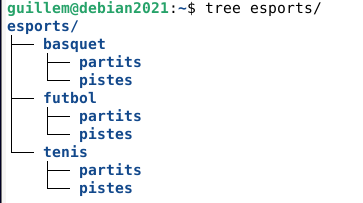 guillem@debian2021:~$ tree esports/
esports/
├── basquet
│   ├── partits
│   └── pistes
├── futbol
│   ├── partits
│   └── pistes
└── tenis
    ├── partits
    └── pistes